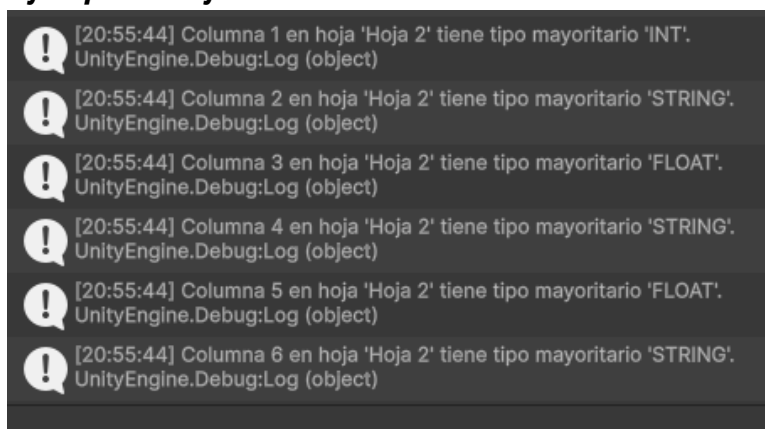 [20:55:44] Columna 1 en hoja 'Hoja 2' tiene tipo mayoritario 'INT'.
UnityEngine.Debug:Log (object)
[20:55:44] Columna 2 en hoja 'Hoja 2' tiene tipo mayoritario 'STRING'.
UnityEngine.Debug:Log (object)
[20:55:44] Columna 3 en hoja 'Hoja 2' tiene tipo mayoritario 'FLOAT'.
UnityEngine.Debug:Log (object)
[20:55:44] Columna 4 en hoja 'Hoja 2' tiene tipo mayoritario 'STRING'.
UnityEngine.Debug:Log (object)
[20:55:44] Columna 5 en hoja 'Hoja 2' tiene tipo mayoritario 'FLOAT'.
UnityEngine.Debug:Log (object)
[20:55:44] Columna 6 en hoja 'Hoja 2' tiene tipo mayoritario 'STRING'.
UnityEngine.Debug:Log (object)